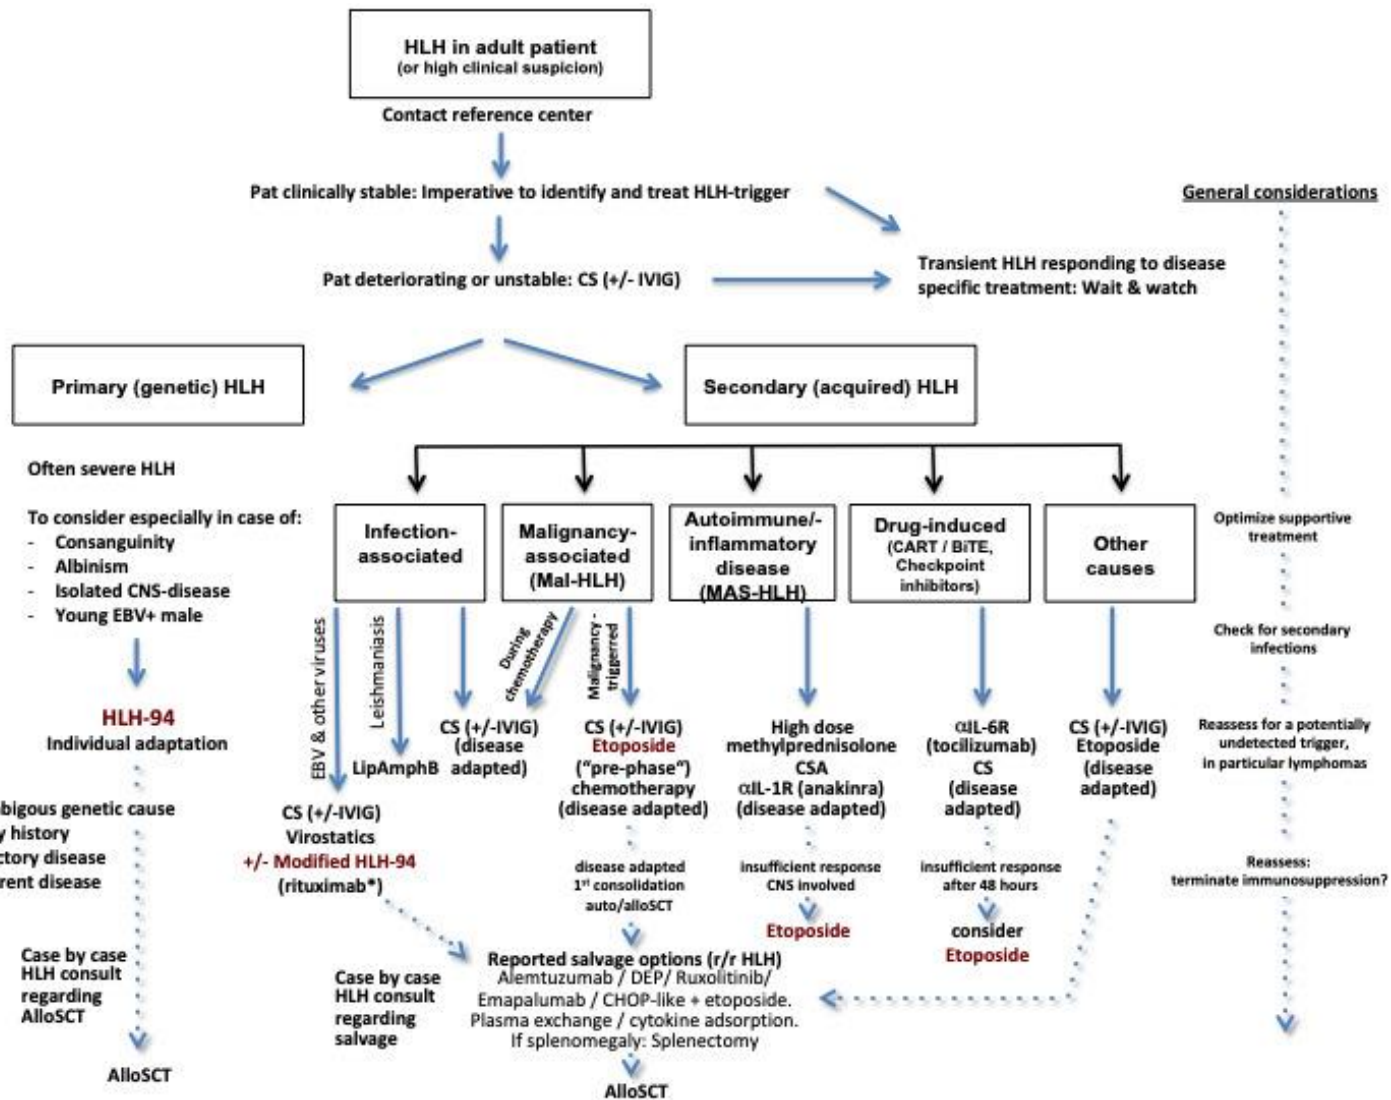 HLH in adult patient
(or high clinical suspicion)
Contact reference center
Pat clinically stable: Imperative to identify and treat HLH-trigger
General considerations
Pat deteriorating or unstable: CS (+/- IVIG)
Transient HLH responding to disease
specific treatment: Wait & watch
Primary (genetic) HLH
Secondary (acquired) HLH
Often severe HLH
To consider especially in case of:
- Consanguinity
- Albinism
- Isolated CNS-disease
- Young EBV+ male
HLH-94
Individual adaptation
bigous genetic cause
y history
ctory disease
rent disease
Case by case
HLH consult
regarding
AlloSCT
AlloSCT
Infection-
associated
EBV & other viruses
Leishmaniasis
CS (+/-IVIG)
Virostatics
+/- Modified HLH-94
(rituximab*)
LipAmphB
CS (+/-IVIG)
(disease
adapted)
Malignancy-
associated
(Mal-HLH)
During
chemotherapy
Malignancy -
triggerred
CS (+/-IVIG)
Etoposide
("pre-phase“)
chemotherapy
(disease adapted)
disease adapted
1st consolidation
auto/alloSCT
Autoimmune/-
inflammatory
disease
(MAS-HLH)
High dose
methylprednisolone
CSA
αIL-1R (anakinra)
(disease adapted)
insufficient response
CNS involved
Etoposide
Drug-induced
(CART / BiTE,
Checkpoint
inhibitors)
αIL-6R
(tocilizumab)
CS
(disease
adapted)
insufficient response
after 48 hours
consider
Etoposide
Other
causes
CS (+/-IVIG)
Etoposide
(disease
adapted)
Case by case
HLH consult
regarding
salvage
Reported salvage options (r/r HLH)
Alemtuzumab / DEP/ Ruxolitinib/
Emapalumab / CHOP-like + etoposide.
Plasma exchange / cytokine adsorption.
If splenomegaly: Splenectomy
AlloSCT
Optimize supportive
treatment
Check for secondary
infections
Reassess for a potentially
undetected trigger,
in particular lymphomas
Reassess:
terminate immunosuppression?